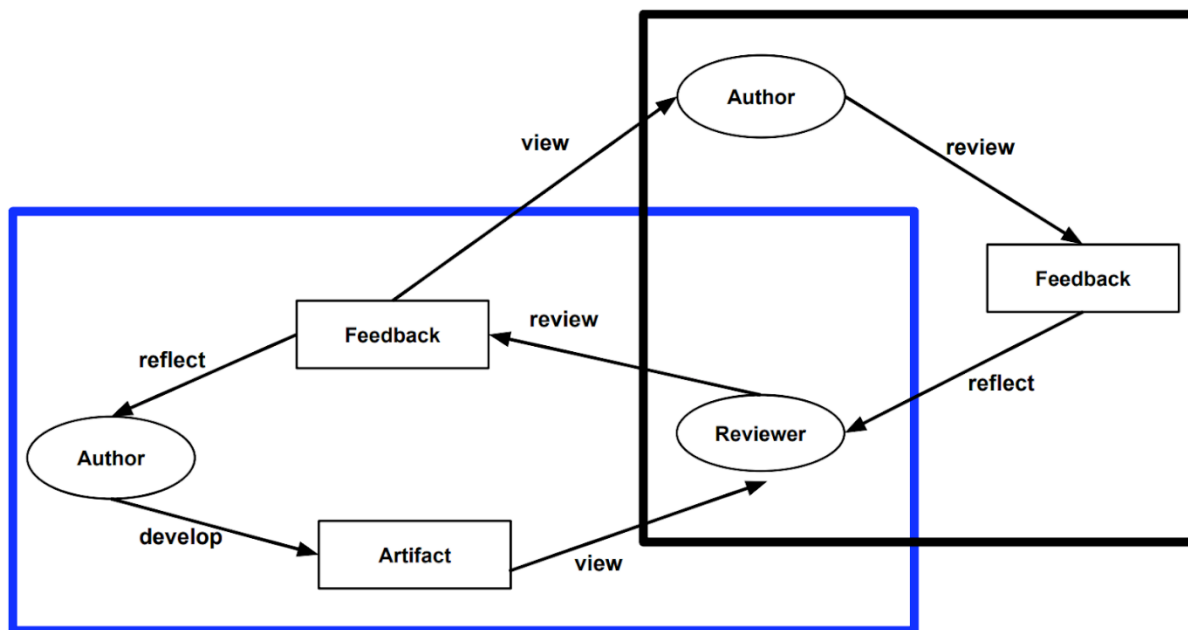 Author
view
review
Feedback
Feedback
review
reflect
reflect
Author
Reviewer
develop
Artifact
view